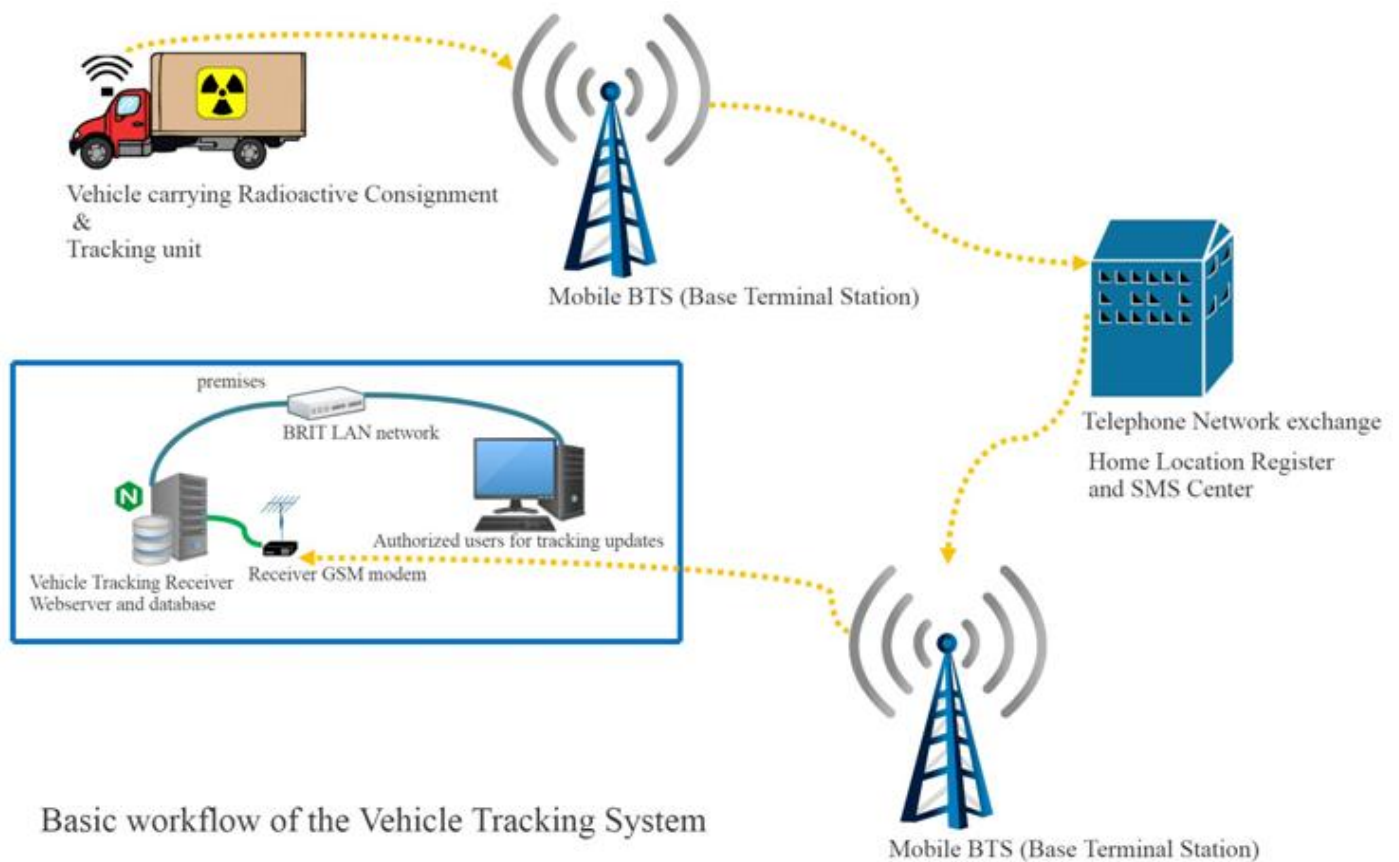 Vehicle carrying Radioactive Consignment
&
Tracking unit
Mobile BTS (Base Terminal Station)
Telephone Network exchange
Home Location Register
and SMS Center
premises
BRIT LAN network
N
Authorized users for tracking updates
Receiver GSM modem
Vehicle Tracking Receiver
Webserver and database
Mobile BTS (Base Terminal Station)
Basic workflow of the Vehicle Tracking System